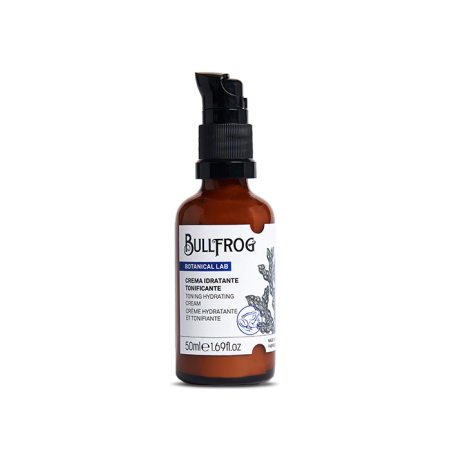 BULLFROG
BOTANICAL LAB
CREMA IDRATANTE
TONIFICANTE
TONING HYDRATING
CREAM
CRÈME HYDRATANTE
ET TONIFIANTE
50ml℮1.69fl.oz